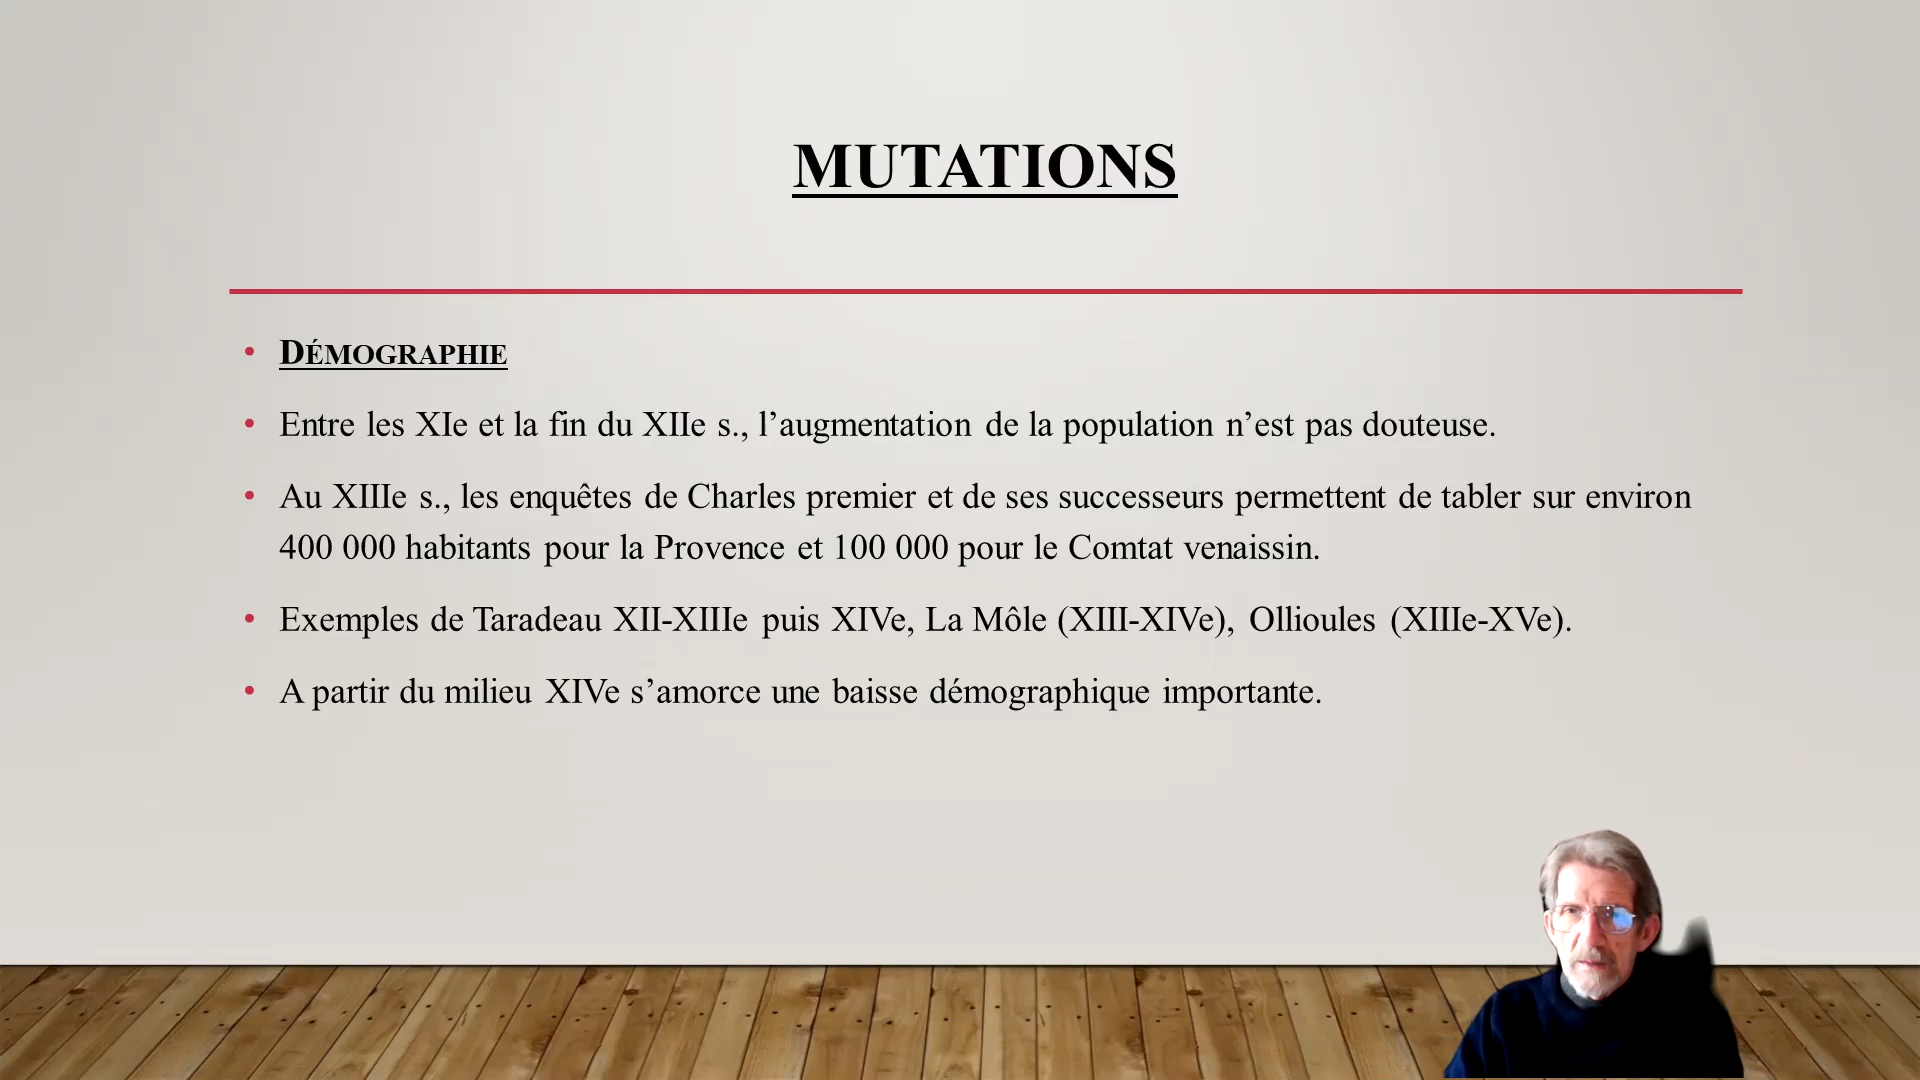 MUTATIONS
• DÉMOGRAPHIE
• Entre les XIe et la fin du XIIe s., l’augmentation de la population n’est pas douteuse.
• Au XIIIe s., les enquêtes de Charles premier et de ses successeurs permettent de tabler sur environ
400 000 habitants pour la Provence et 100 000 pour le Comtat venaissin.
• Exemples de Taradeau XII-XIIIe puis XIVe, La Môle (XIII-XIVe), Ollioules (XIIIe-XVe).
• A partir du milieu XIVe s’amorce une baisse démographique importante.